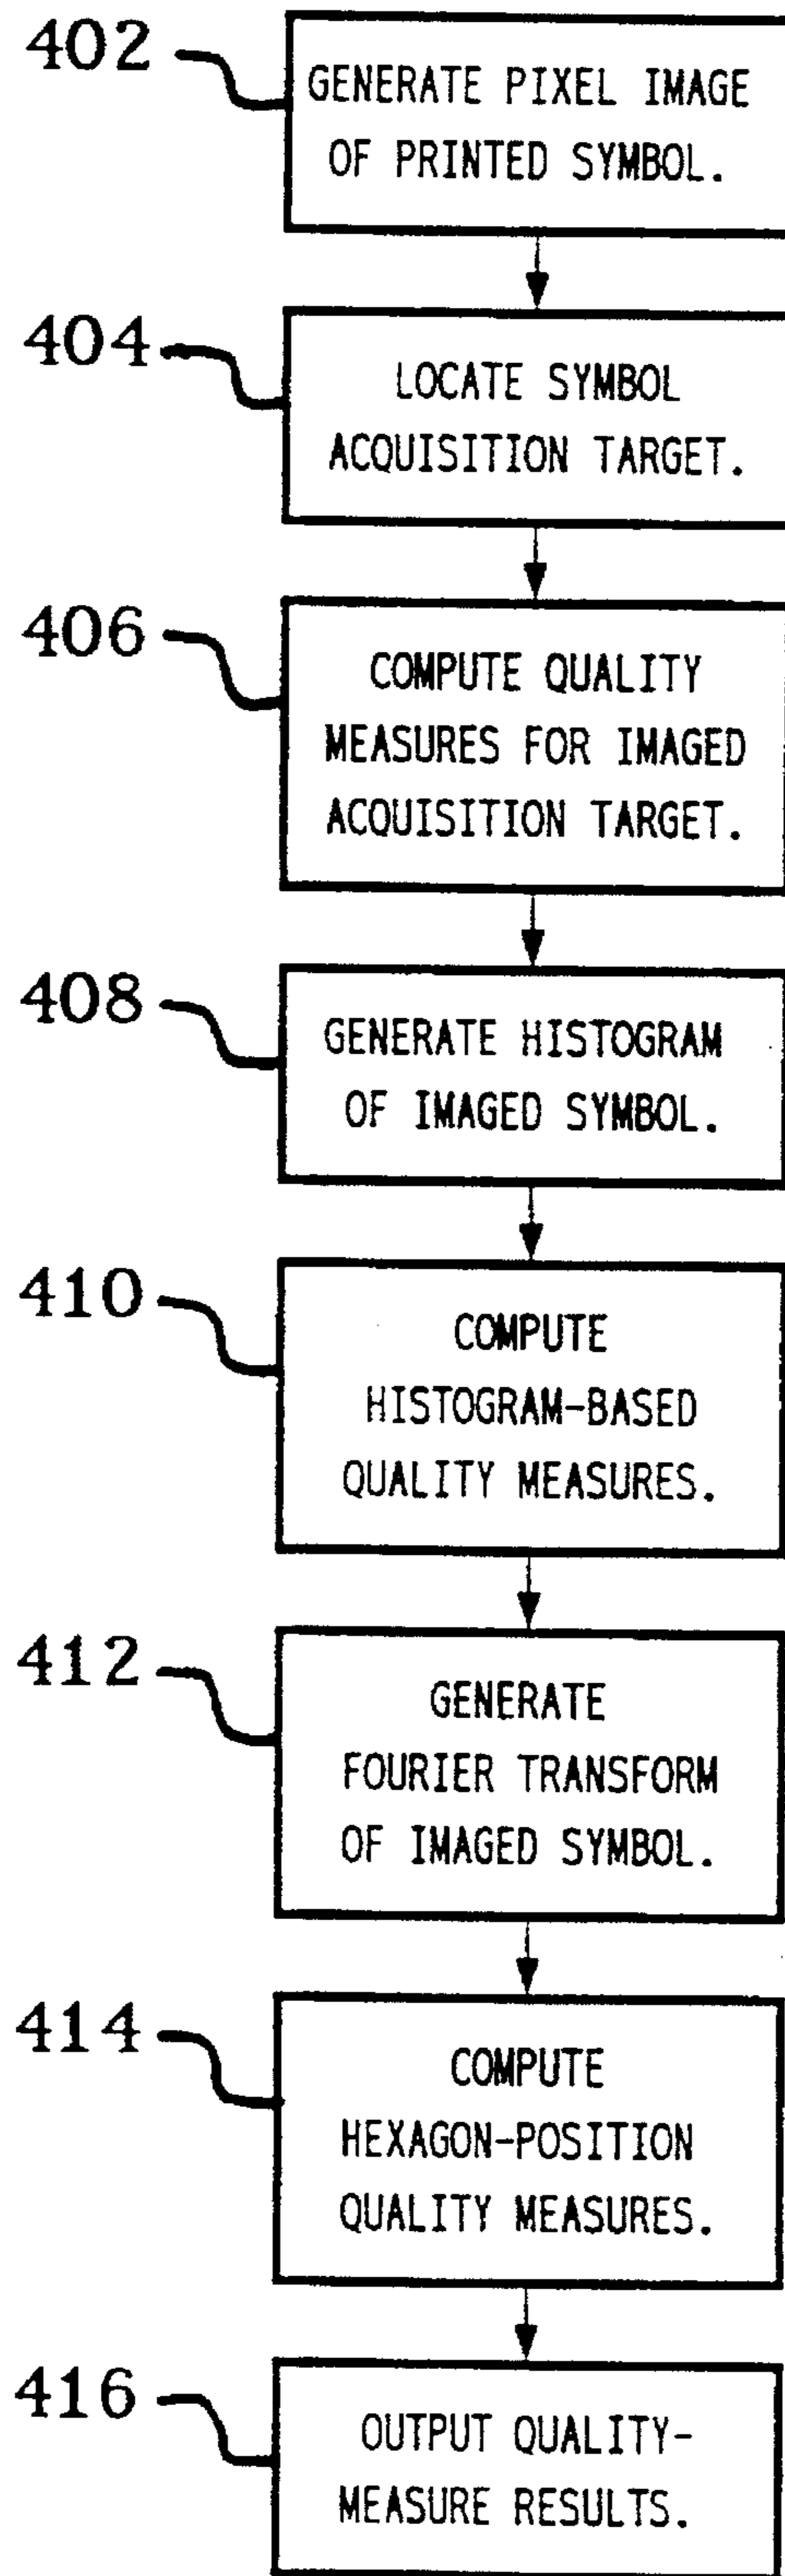 402
GENERATE PIXEL IMAGE
OF PRINTED SYMBOL.
404
LOCATE SYMBOL
ACQUISITION TARGET.
406
COMPUTE QUALITY
MEASURES FOR IMAGED
ACQUISITION TARGET.
408
GENERATE HISTOGRAM
OF IMAGED SYMBOL.
410
COMPUTE
HISTOGRAM-BASED
QUALITY MEASURES.
412
GENERATE
FOURIER TRANSFORM
OF IMAGED SYMBOL.
414
COMPUTE
HEXAGON-POSITION
QUALITY MEASURES.
416
OUTPUT QUALITY-
MEASURE RESULTS.